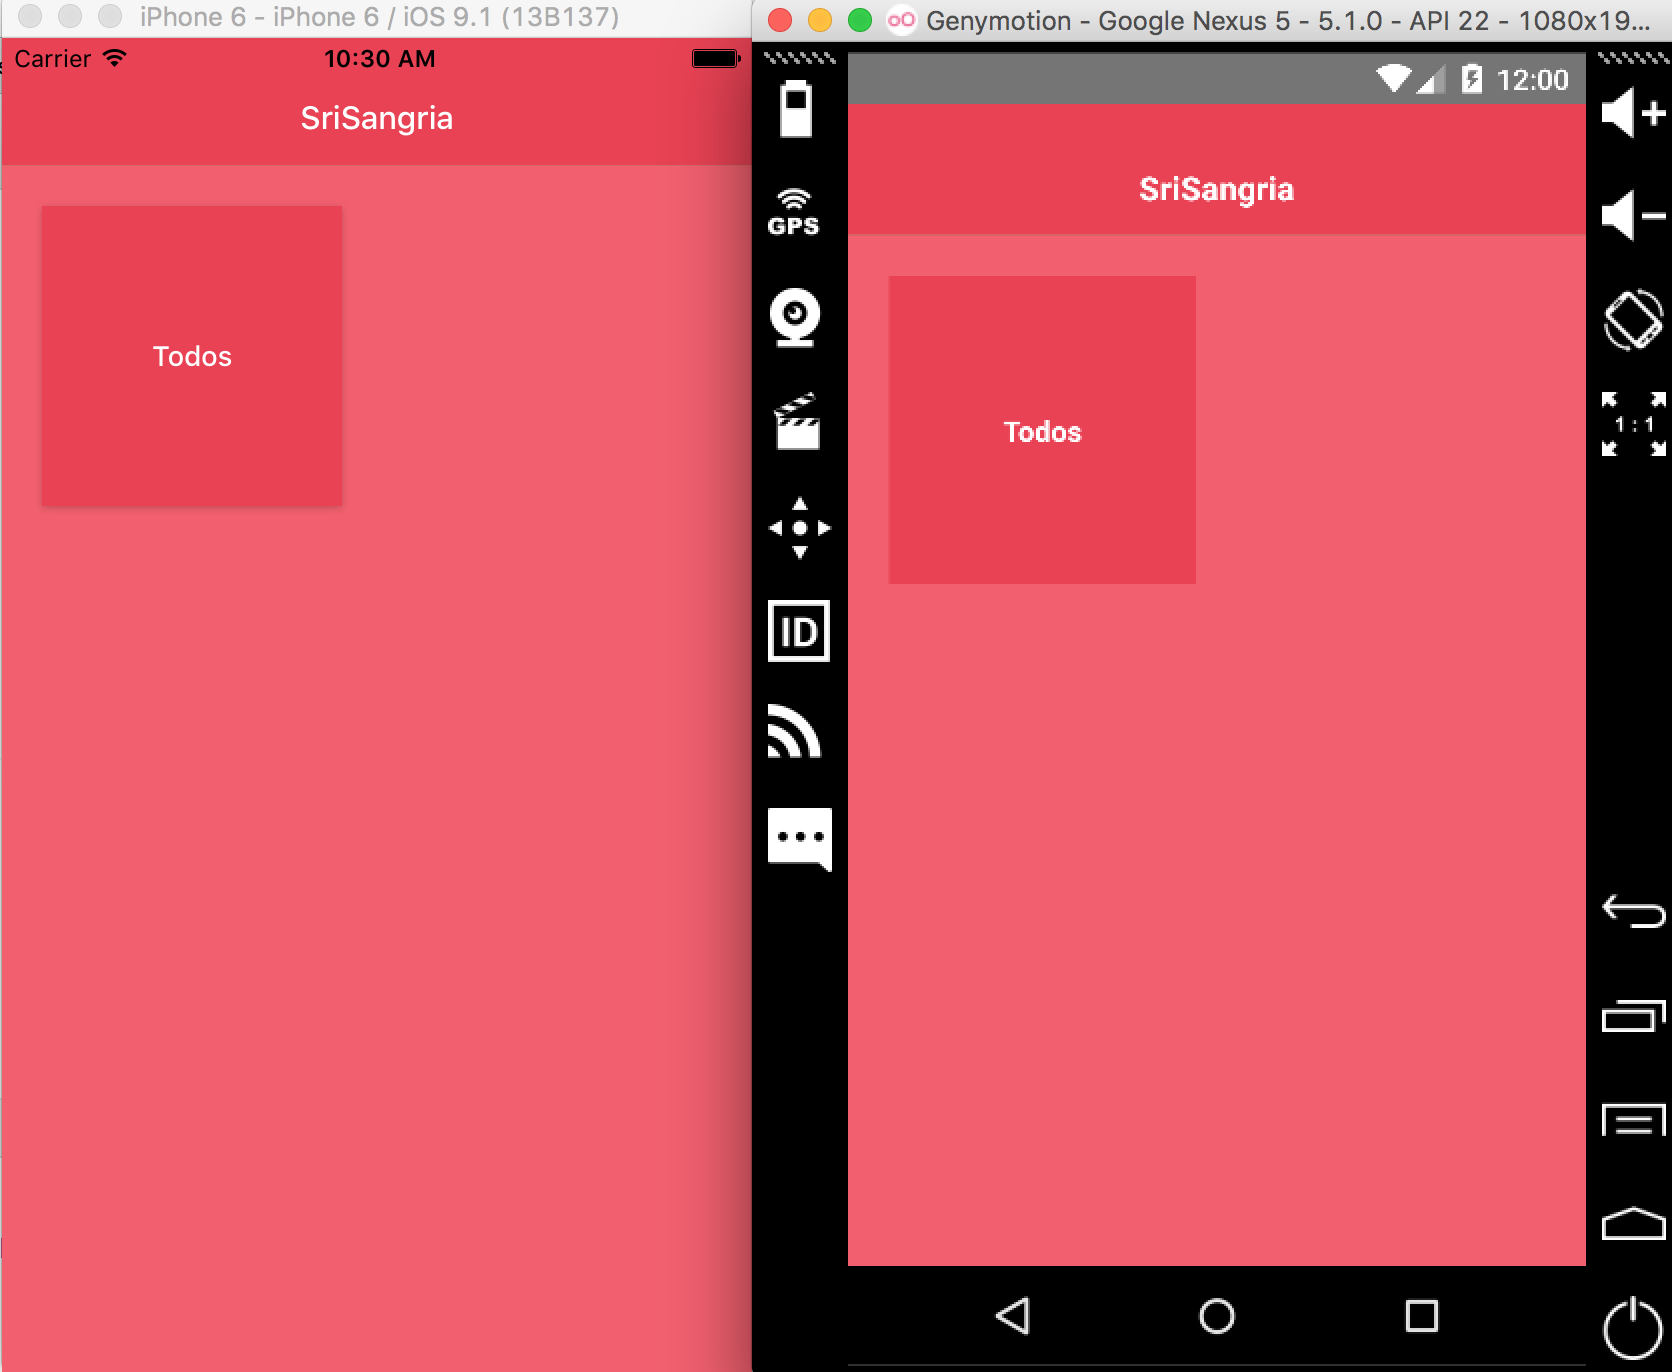 iPhone 6 - iPhone 6 / iOS 9.1 (13B137)
Carrier 10:30 AM
SriSangria
Todos
Genymotion - Google Nexus 5 - 5.1.0 - API 22 - 1080x19...
12:00
SriSangria
Todos
GPS
ID
1 : 1